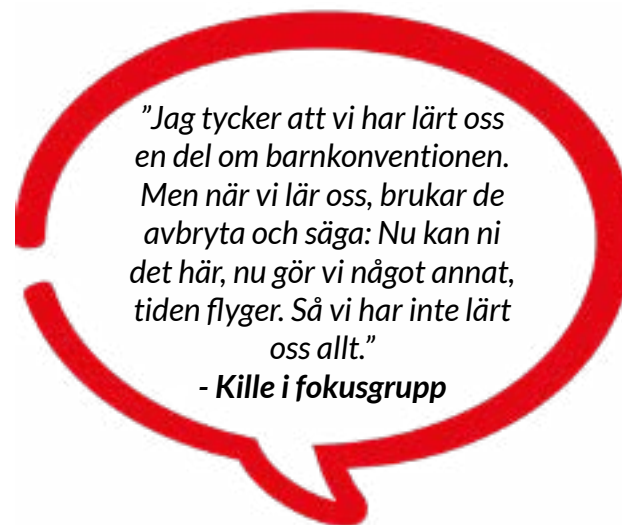 ”Jag tycker att vi har lärt oss
en del om barnkonventionen.
Men när vi lär oss, brukar de
avbryta och säga: Nu kan ni
det här, nu gör vi något annat,
tiden flyger. Så vi har inte lärt
oss allt.”
- Kille i fokusgrupp